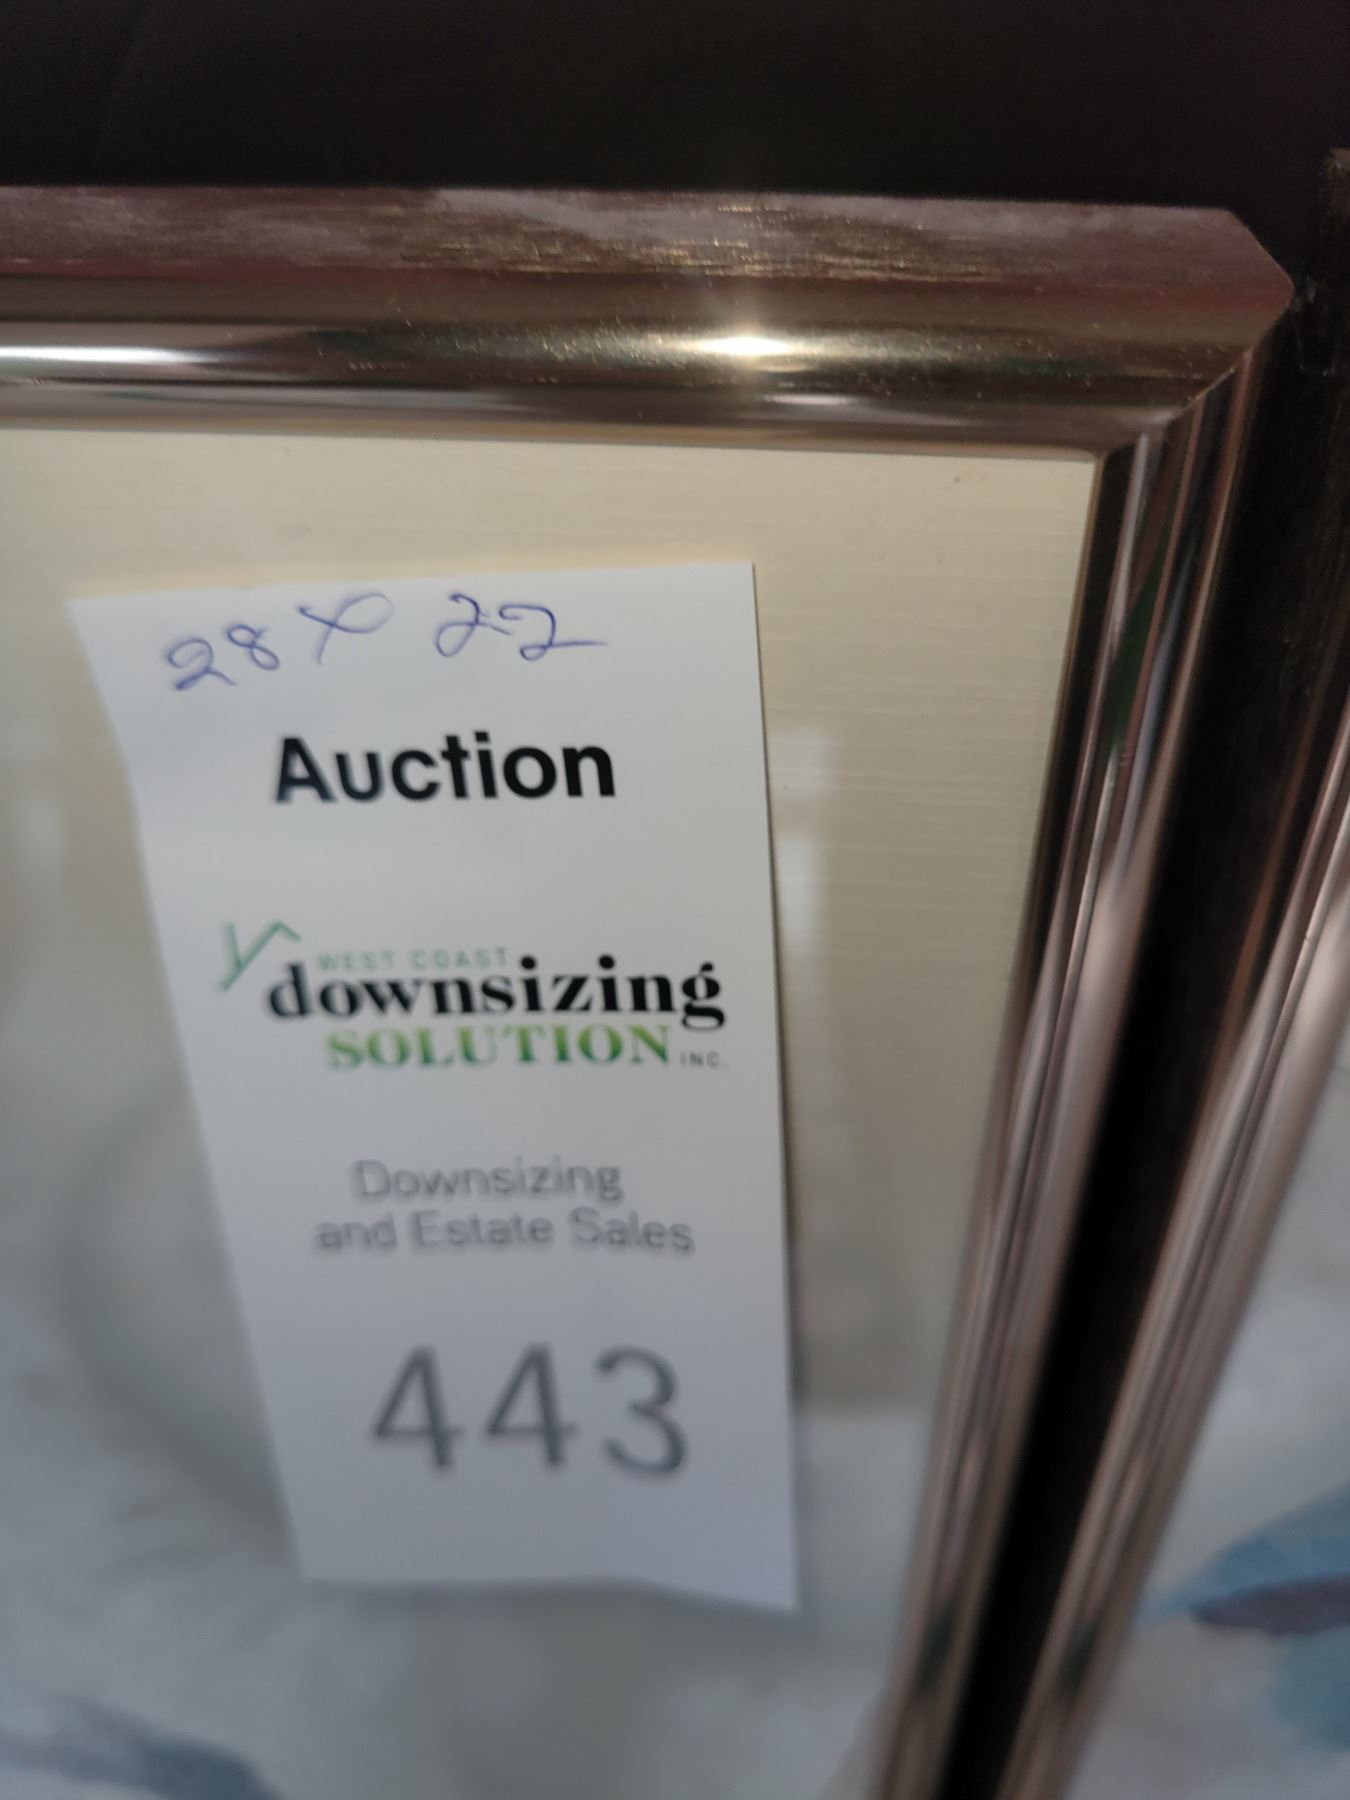 28 x 22
Auction
WEST COAST
downsizing
SOLUTION INC.
Downsizing
and Estate Sales
443